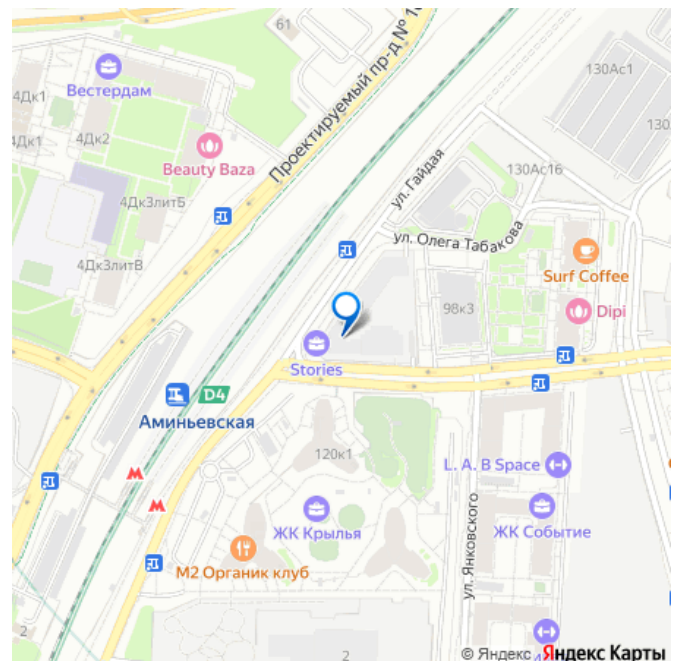 61
130Ас1
Вестердам
4Дк1
4Дк1
4Дк2
Beauty Baza
Проектируемый пр-д № 1
130
130Ас16
ул. Гайдая
4Дк3литБ
ул. Олега Табакова
4Дк3литВ
Surf Coffee
98к3
Dipi
Stories
D4
Аминьевская
120к1
L. A. B Space
ул. Янковского
ЖК Крылья
ЖК Событие
М2 Органик клуб
2
2
© Яндекс Яндекс Карты